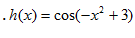 . h(x) = cos(−x² + 3)